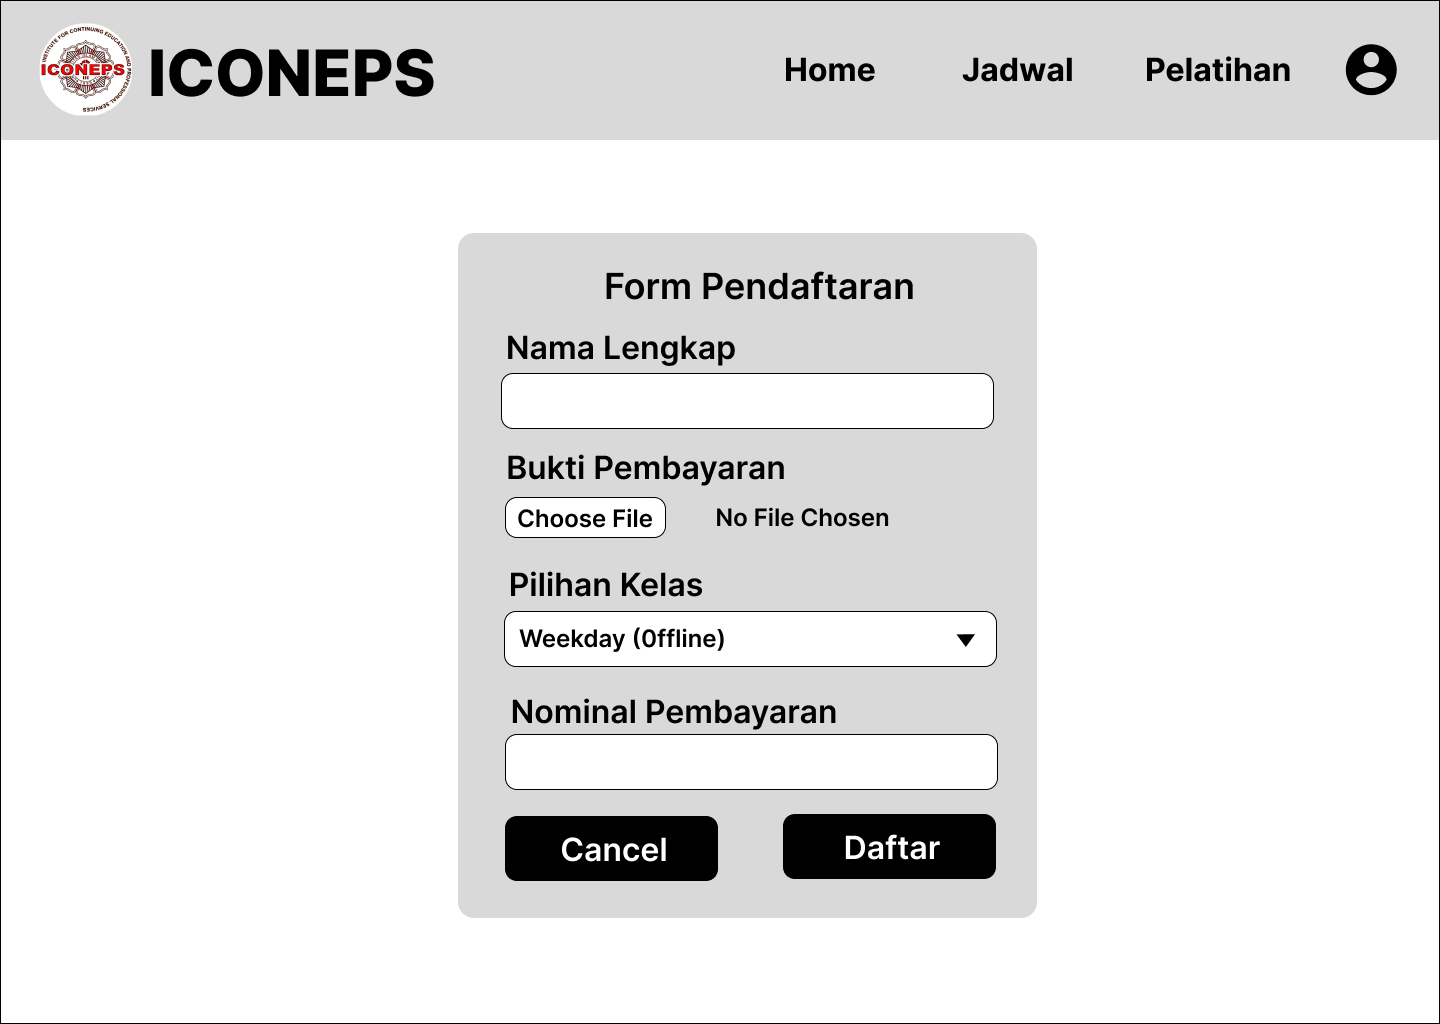 INSTITUTE FOR CONTINUING EDUCATION AND PROFESSIONAL SERVICES
ICONEPS
ICONEPS
Home
Jadwal
Pelatihan
Form Pendaftaran
Nama Lengkap
Bukti Pembayaran
Choose File
No File Chosen
Pilihan Kelas
Weekday (0ffline)
Nominal Pembayaran
Cancel
Daftar